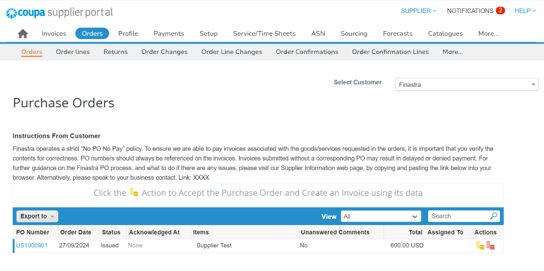 coupa supplier portal
SUPPLIER NOTIFICATIONS 2 HELP
Invoices Orders Profile Payments Setup Service/Time Sheets ASN Sourcing Forecasts Catalogues More...
Orders Order lines Returns Order Changes Order Line Changes Order Confirmations Order Confirmation Lines More...
Select Customer Finastra
Purchase Orders
Instructions From Customer
Finastra operates a strict "No PO No Pay" policy. To ensure we are able to pay invoices associated with the goods/services requested in the orders, it is important that you verify the
contents for correctness. PO numbers should always be referenced on the invoices. Invoices submitted without a corresponding PO may result in delayed or denied payment. For
further guidance on the Finastra PO process, and what to do if there are any issues, please visit our Supplier Information web page, by copying and pasting the link below into your
browser. Alternatively, please speak to your business contact. Link: XXXX
Click the Action to Accept the Purchase Order and Create an Invoice using its data
Export to View All Search
PO Number Order Date Status Acknowledged At Items Unanswered Comments Total Assigned To Actions
US1000901 27/09/2024 Issued None Supplier Test No 600.00 USD